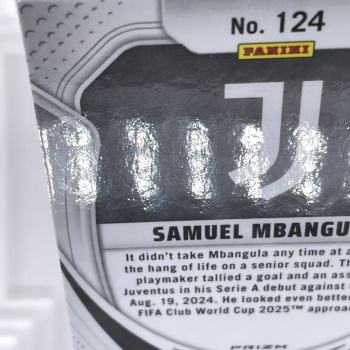 No. 124
PANINI
SAMUEL MBANGU
It didn't take Mbangula any time at a
the hang of life on a senior squad. Th
playmaker tallied a goal and an ass
Juventus in his Serie A debut against
Aug. 19, 2024. He looked even better
FIFA Club World Cup 2025™ approac
PRIZM